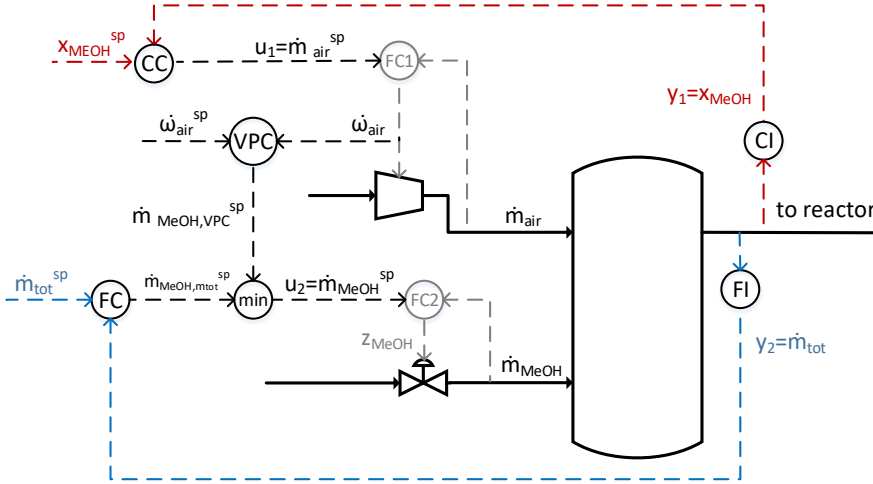 x_MEOH^sp
CC
u₁=ṁ_air^sp
FC1
y₁=x_MeOH
ω̇_air^sp
VPC
ω̇_air
CI
ṁ_MeOH,VPC^sp
ṁ_air
to reactor
ṁ_tot^sp
FC
ṁ_MeOH,mtot^sp
min
u₂=ṁ_MeOH^sp
FC2
FI
z_MeOH
ṁ_MeOH
y₂=ṁ_tot